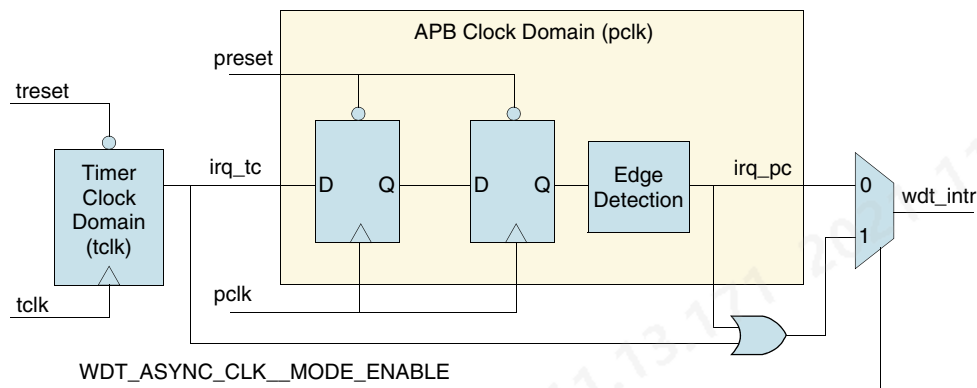 APB Clock Domain (pclk)
preset
treset
Timer
Clock
Domain
(tclk)
irq_tc
D
Q
D
Q
Edge
Detection
irq_pc
0
1
wdt_intr
tclk
pclk
WDT_ASYNC_CLK__MODE_ENABLE